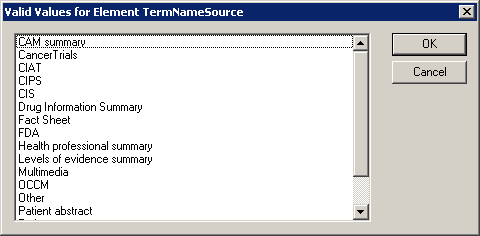 Valid Values for Element TermNameSource
CAM summary
CancerTrials
CIAT
CIPS
CIS
Drug Information Summary
Fact Sheet
FDA
Health professional summary
Levels of evidence summary
Multimedia
OCCM
Other
Patient abstract
OK
Cancel